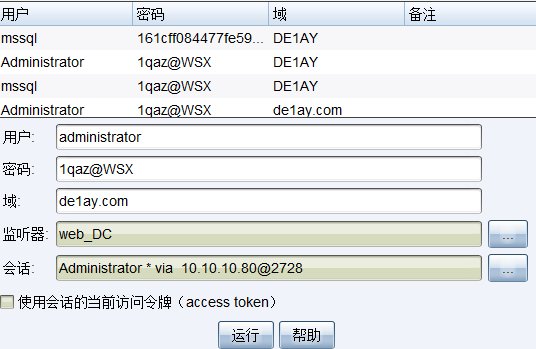 用户 密码 域 备注
mssql 161cff084477fe59... DE1AY
Administrator 1qaz@WSX DE1AY
mssql 1qaz@WSX DE1AY
Administrator 1qaz@WSX de1ay.com
用户: administrator
密码: 1qaz@WSX
域: de1ay.com
监听器: web_DC ...
会话: Administrator * via 10.10.10.80@2728 ...
使用会话的当前访问令牌（access token）
运行 帮助